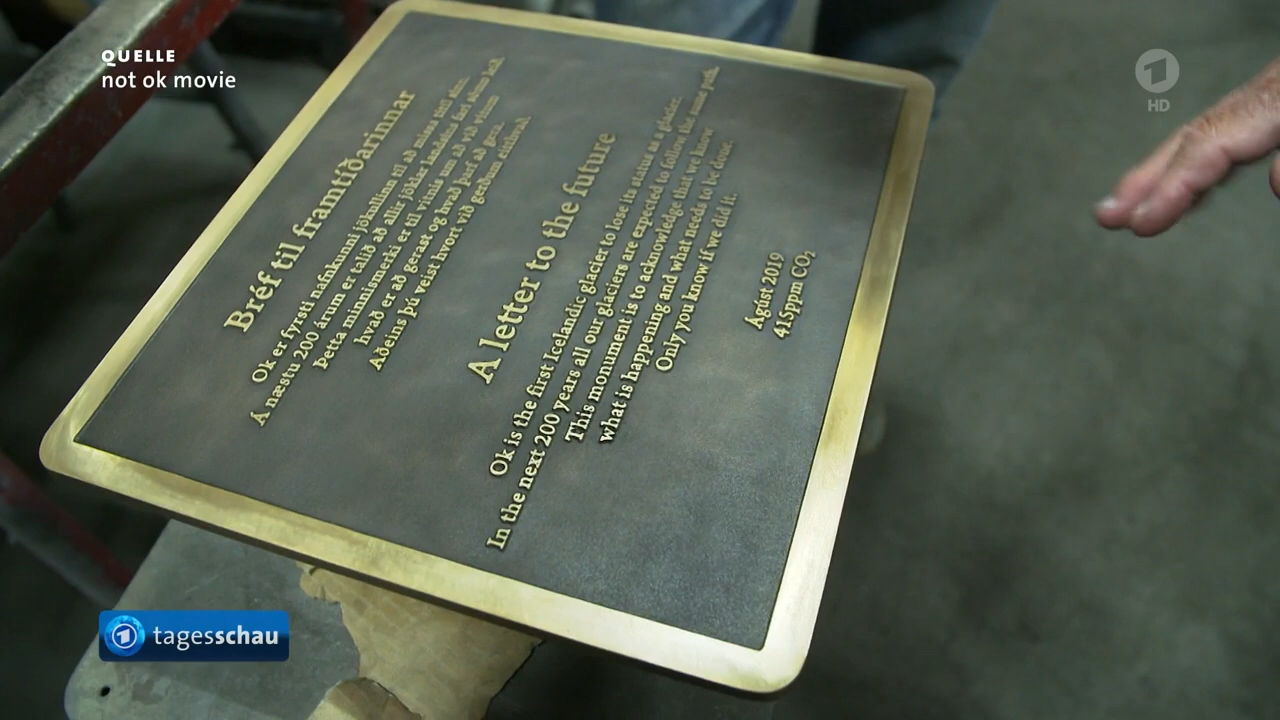 QUELLE
not ok movie
1
HD
Bréf til framtíðarinnar
Ok er fyrsti nafnkunni jökullinn til að missa titil sinn.
Á næstu 200 árum er talið að allir jöklar landsins fari sömu leið.
Þetta minnismerki er til vitnis um að við vitum
hvað er að gerast og hvað þarf að gera.
Aðeins þú veist hvort við gerðum eitthvað.
A letter to the future
Ok is the first Icelandic glacier to lose its status as a glacier.
In the next 200 years all our glaciers are expected to follow the same path.
This monument is to acknowledge that we know
what is happening and what needs to be done.
Only you know if we did it.
Ágúst 2019
415ppm CO₂
1 tagesschau